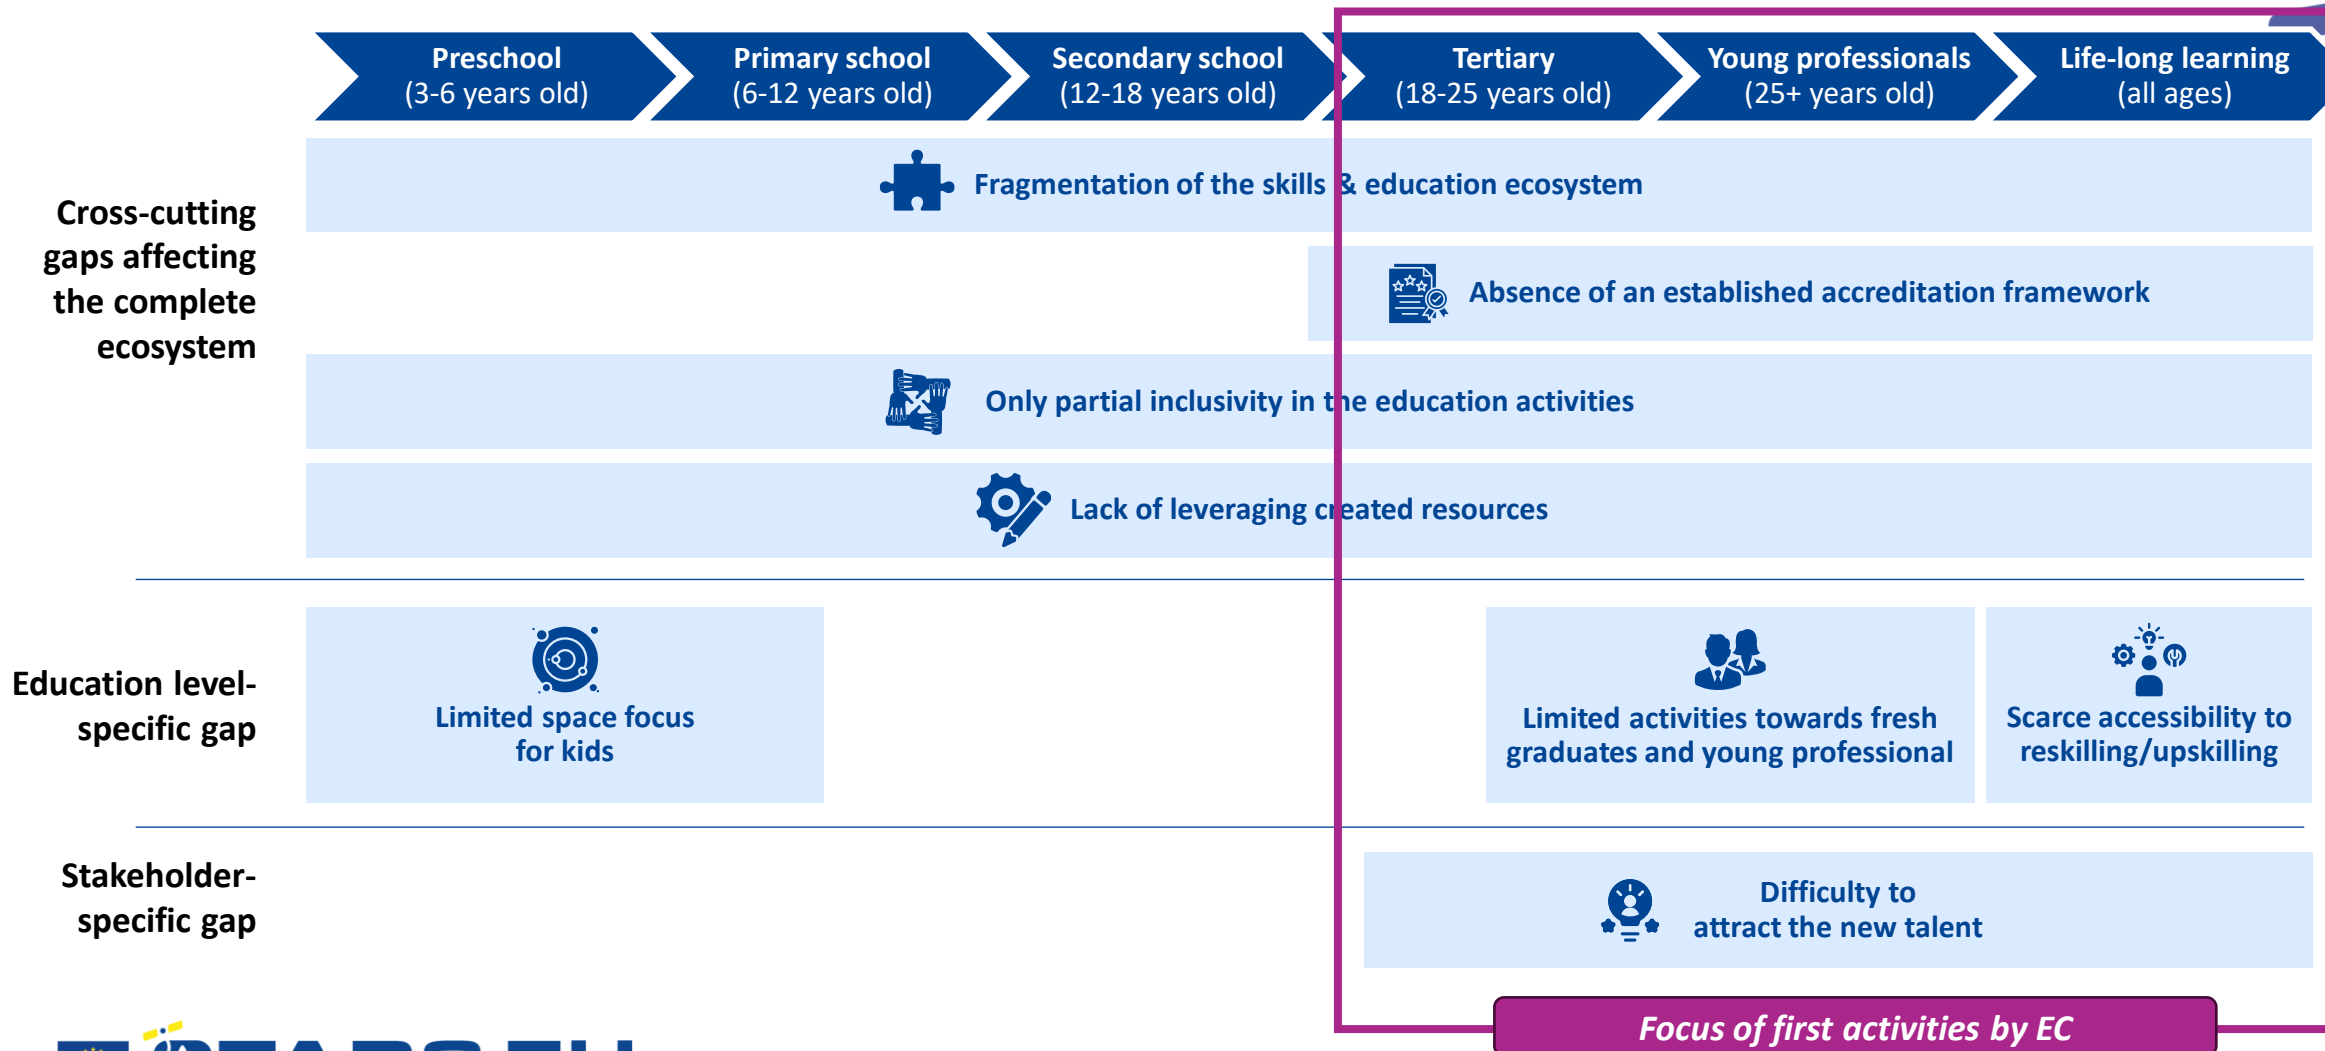 Preschool
(3-6 years old)
Primary school
(6-12 years old)
Secondary school
(12-18 years old)
Tertiary
(18-25 years old)
Young professionals
(25+ years old)
Life-long learning
(all ages)
Cross-cutting
gaps affecting
the complete
ecosystem
Fragmentation of the skills & education ecosystem
Absence of an established accreditation framework
Only partial inclusivity in the education activities
Lack of leveraging created resources
Education level-
specific gap
Limited space focus
for kids
Limited activities towards fresh
graduates and young professional
Scarce accessibility to
reskilling/upskilling
Stakeholder-
specific gap
Difficulty to
attract the new talent
Focus of first activities by EC